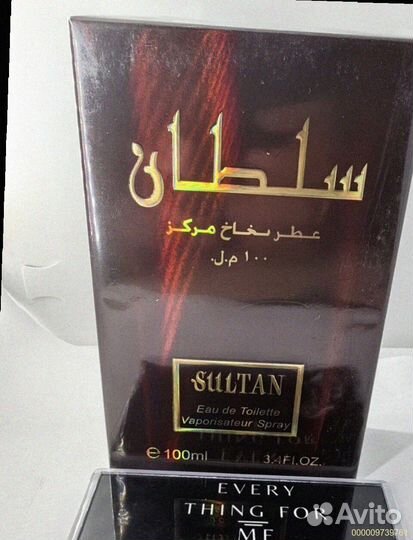 سلطان
عطر بخاخ مركز
١٠٠ م.ل.
SULTAN
Eau de Toilette
Vaporisateur Spray
℮ 100ml
3.4FL.OZ.
EVERY
THING FOR
ME
Avito
000009739761